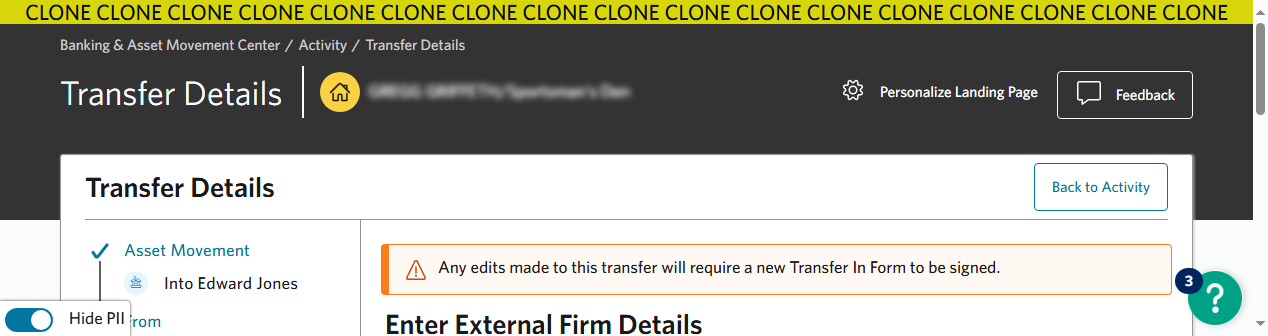 CLONE CLONE CLONE CLONE CLONE CLONE CLONE CLONE CLONE CLONE CLONE CLONE CLONE CLONE CLONE CLONE CLONE
Banking & Asset Movement Center / Activity / Transfer Details
Transfer Details
Personalize Landing Page
Feedback
Transfer Details
Back to Activity
Asset Movement
Into Edward Jones
Any edits made to this transfer will require a new Transfer In Form to be signed.
3
?
Hide PII
From
Enter External Firm Details